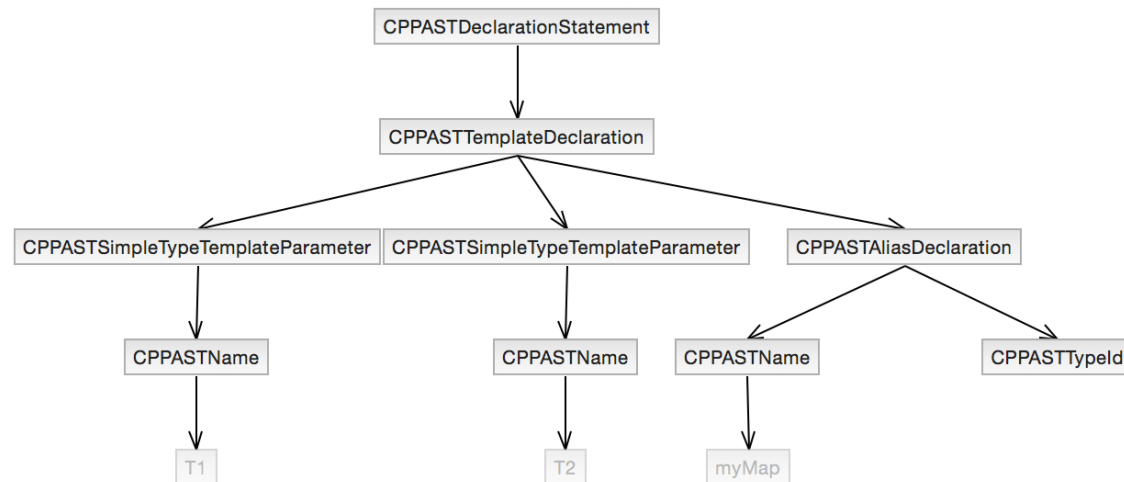 CPPASTDeclarationStatement
CPPASTTemplateDeclaration
CPPASTSimpleTypeTemplateParameter
CPPASTSimpleTypeTemplateParameter
CPPASTAliasDeclaration
CPPASTName
CPPASTName
CPPASTName
CPPASTTypeId
T1
T2
myMap